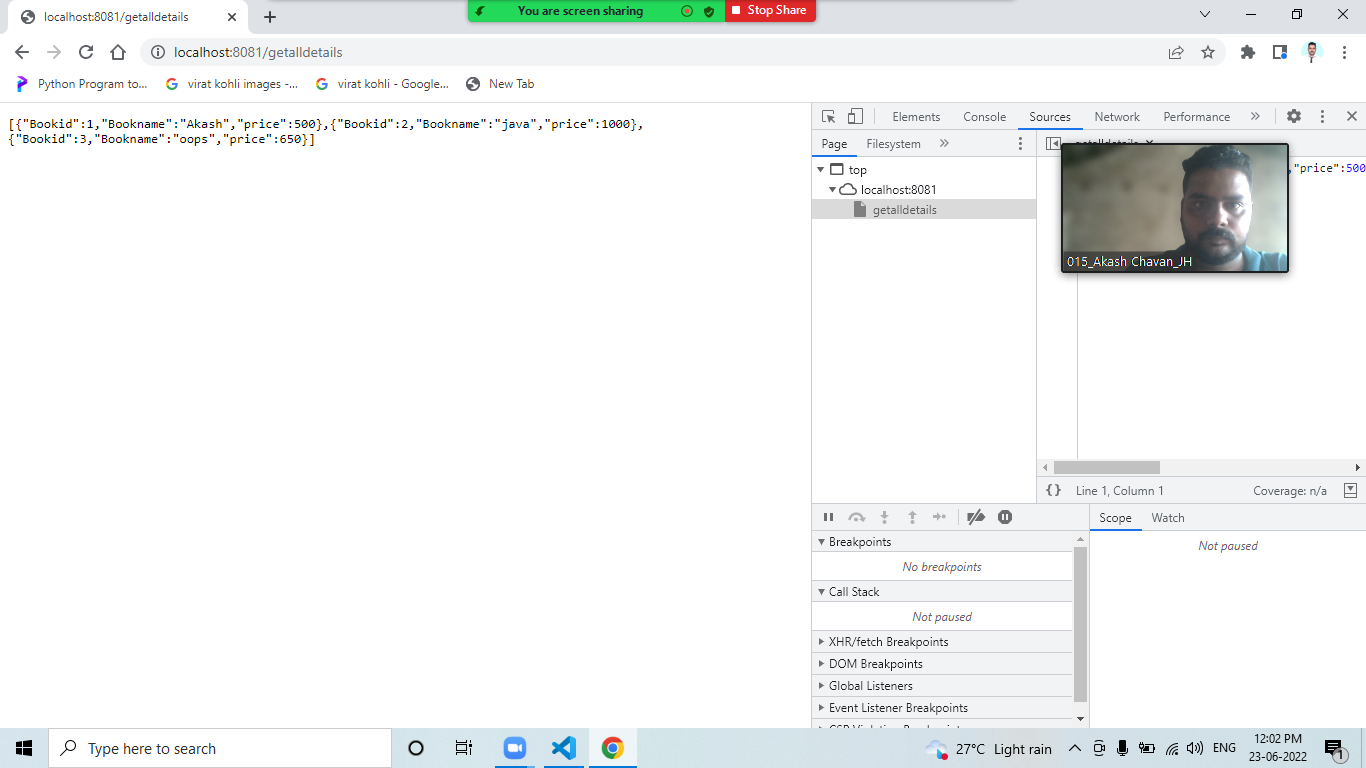 localhost:8081/getalldetails
You are screen sharing
Stop Share
localhost:8081/getalldetails
Python Program to...
virat kohli images -...
virat kohli - Google...
New Tab
[{"Bookid":1,"Bookname":"Akash","price":500},{"Bookid":2,"Bookname":"java","price":1000},
{"Bookid":3,"Bookname":"oops","price":650}]
Elements Console Sources Network Performance
Page Filesystem
top
localhost:8081
getalldetails
,"price":500
015_Akash Chavan_JH
{} Line 1, Column 1 Coverage: n/a
Scope Watch
Breakpoints
No breakpoints
Not paused
Call Stack
Not paused
XHR/fetch Breakpoints
DOM Breakpoints
Global Listeners
Event Listener Breakpoints
Type here to search
27°C Light rain
ENG
12:02 PM
23-06-2022
1